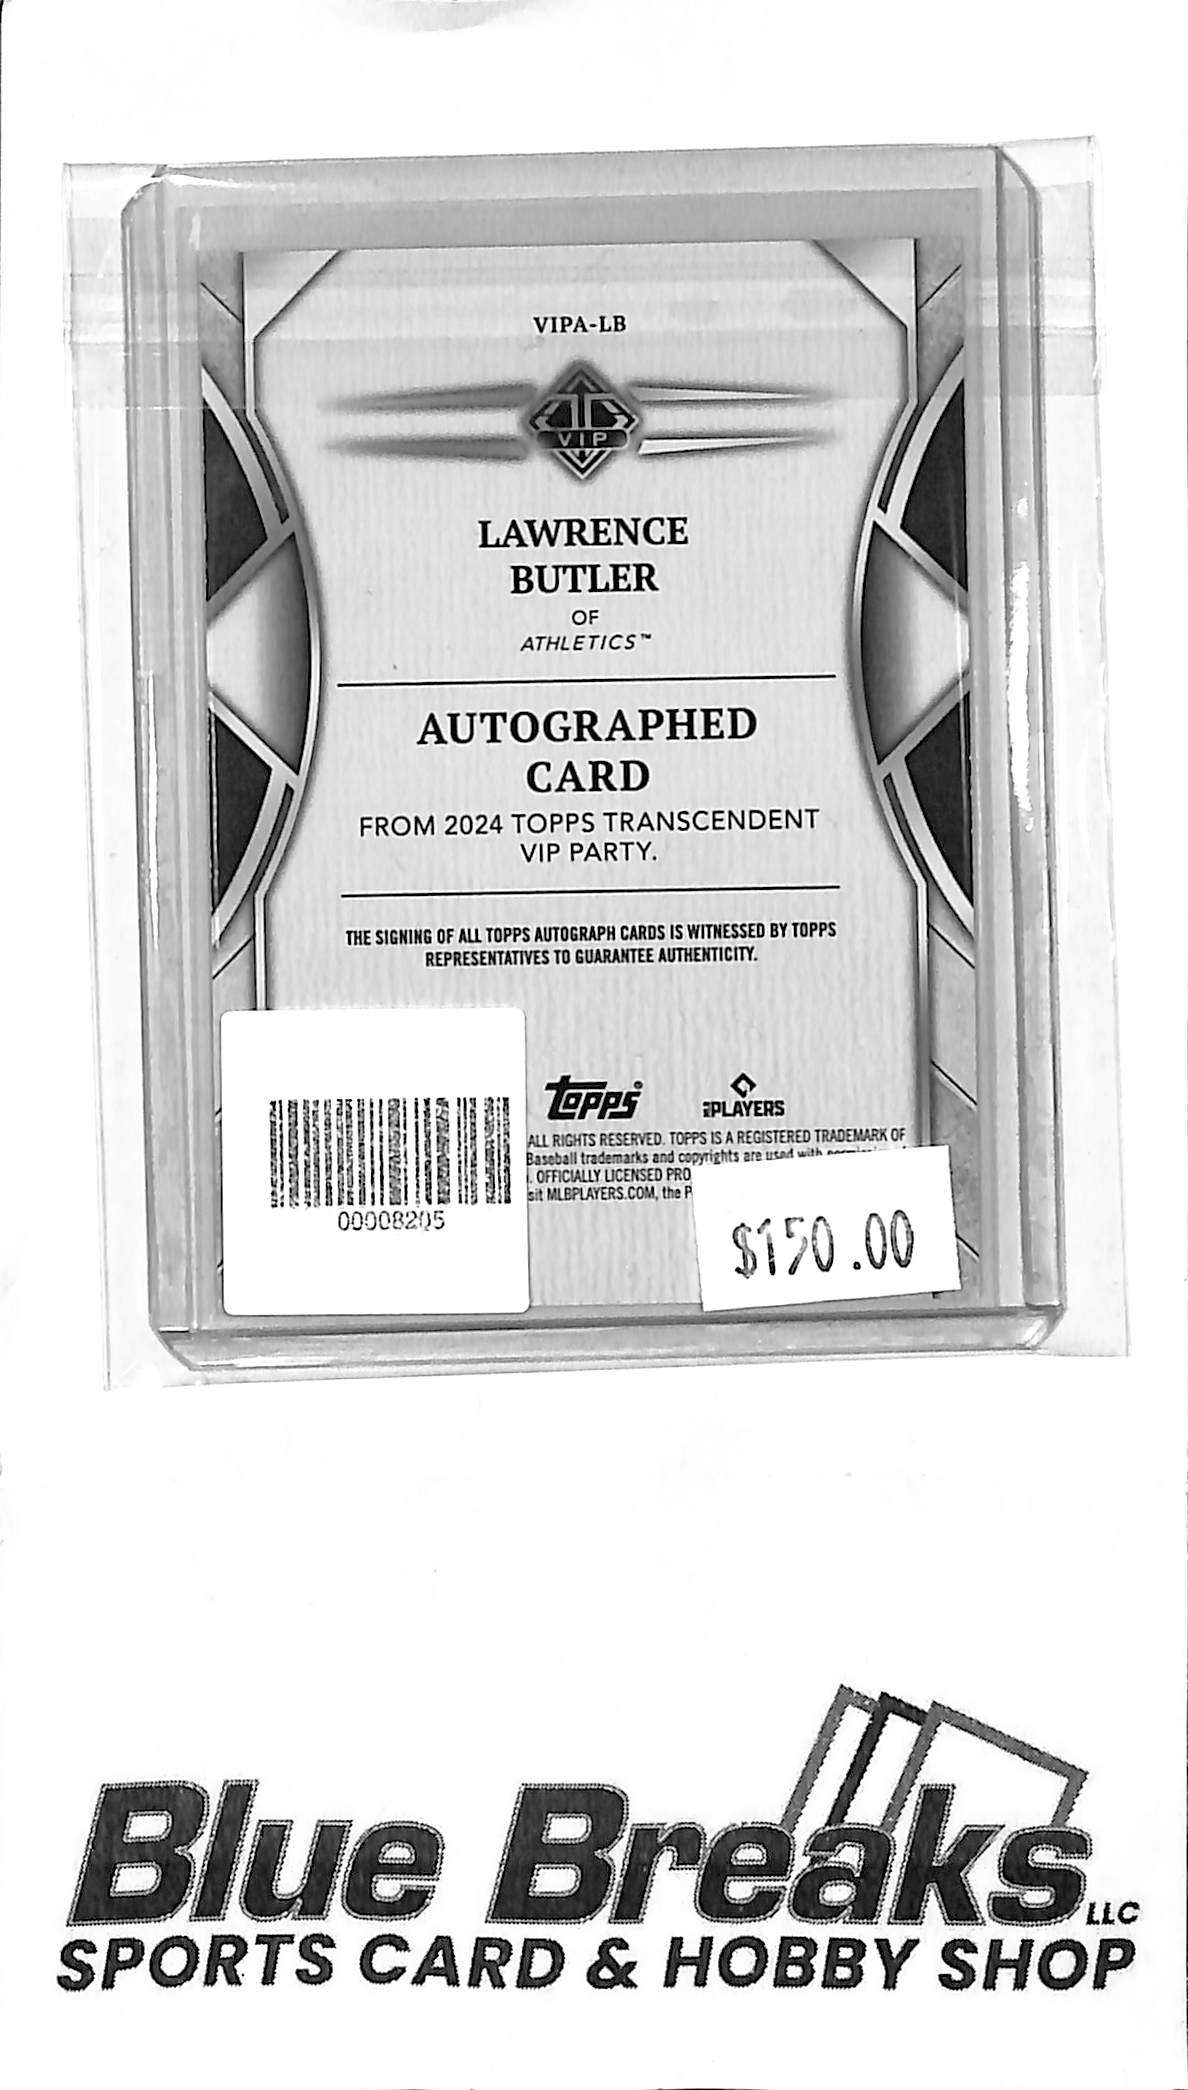 VIPA-LB
VIP
LAWRENCE
BUTLER
OF
ATHLETICS™
AUTOGRAPHED
CARD
FROM 2024 TOPPS TRANSCENDENT
VIP PARTY.
THE SIGNING OF ALL TOPPS AUTOGRAPH CARDS IS WITNESSED BY TOPPS
REPRESENTATIVES TO GUARANTEE AUTHENTICITY.
topps®
PLAYERS
ALL RIGHTS RESERVED. TOPPS IS A REGISTERED TRADEMARK OF
Baseball trademarks and copyrights are used with
OFFICIALLY LICENSED PRO
sit MLBPLAYERS.COM, the P
00008205
$150.00
Blue Breaks LLC
SPORTS CARD & HOBBY SHOP